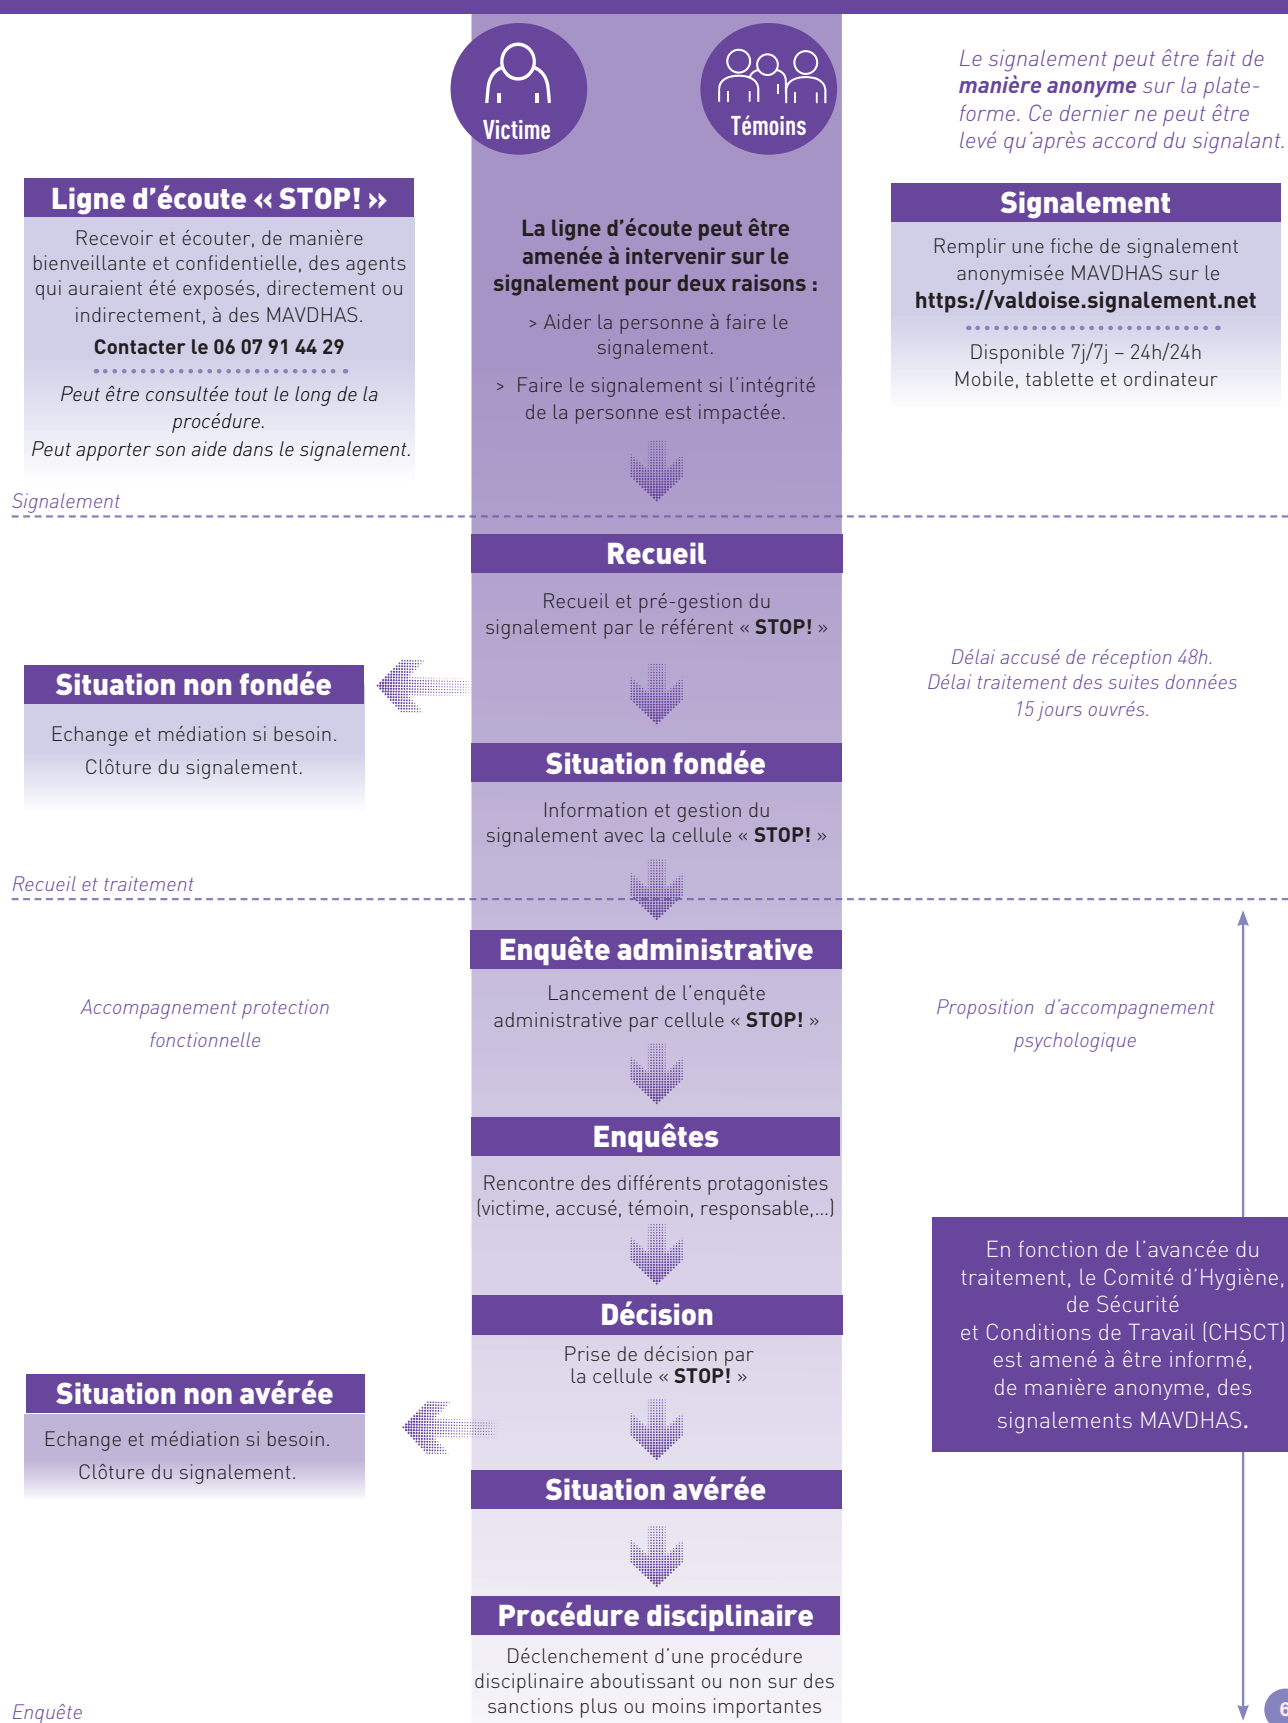 Victime
Témoins
Le signalement peut être fait de
manière anonyme sur la plate-
forme. Ce dernier ne peut être
levé qu'après accord du signalant.
Ligne d'écoute « STOP! »
Recevoir et écouter, de manière
bienveillante et confidentielle, des agents
qui auraient été exposés, directement ou
indirectement, à des MAVDHAS.
Contacter le 06 07 91 44 29
Peut être consultée tout le long de la
procédure.
Peut apporter son aide dans le signalement.
La ligne d'écoute peut être
amenée à intervenir sur le
signalement pour deux raisons :
> Aider la personne à faire le
signalement.
> Faire le signalement si l'intégrité
de la personne est impactée.
Signalement
Remplir une fiche de signalement
anonymisée MAVDHAS sur le
https://valdoise.signalement.net
Disponible 7j/7j – 24h/24h
Mobile, tablette et ordinateur
Signalement
Recueil
Recueil et pré-gestion du
signalement par le référent « STOP! »
Situation non fondée
Echange et médiation si besoin.
Clôture du signalement.
Délai accusé de réception 48h.
Délai traitement des suites données
15 jours ouvrés.
Situation fondée
Information et gestion du
signalement avec la cellule « STOP! »
Recueil et traitement
Enquête administrative
Lancement de l'enquête
administrative par cellule « STOP! »
Accompagnement protection
fonctionnelle
Proposition d'accompagnement
psychologique
Enquêtes
Rencontre des différents protagonistes
(victime, accusé, témoin, responsable,...)
En fonction de l'avancée du
traitement, le Comité d'Hygiène,
de Sécurité
et Conditions de Travail (CHSCT)
est amené à être informé,
de manière anonyme, des
signalements MAVDHAS.
Décision
Prise de décision par
la cellule « STOP! »
Situation non avérée
Echange et médiation si besoin.
Clôture du signalement.
Situation avérée
Procédure disciplinaire
Déclenchement d'une procédure
disciplinaire aboutissant ou non sur des
sanctions plus ou moins importantes
Enquête
6